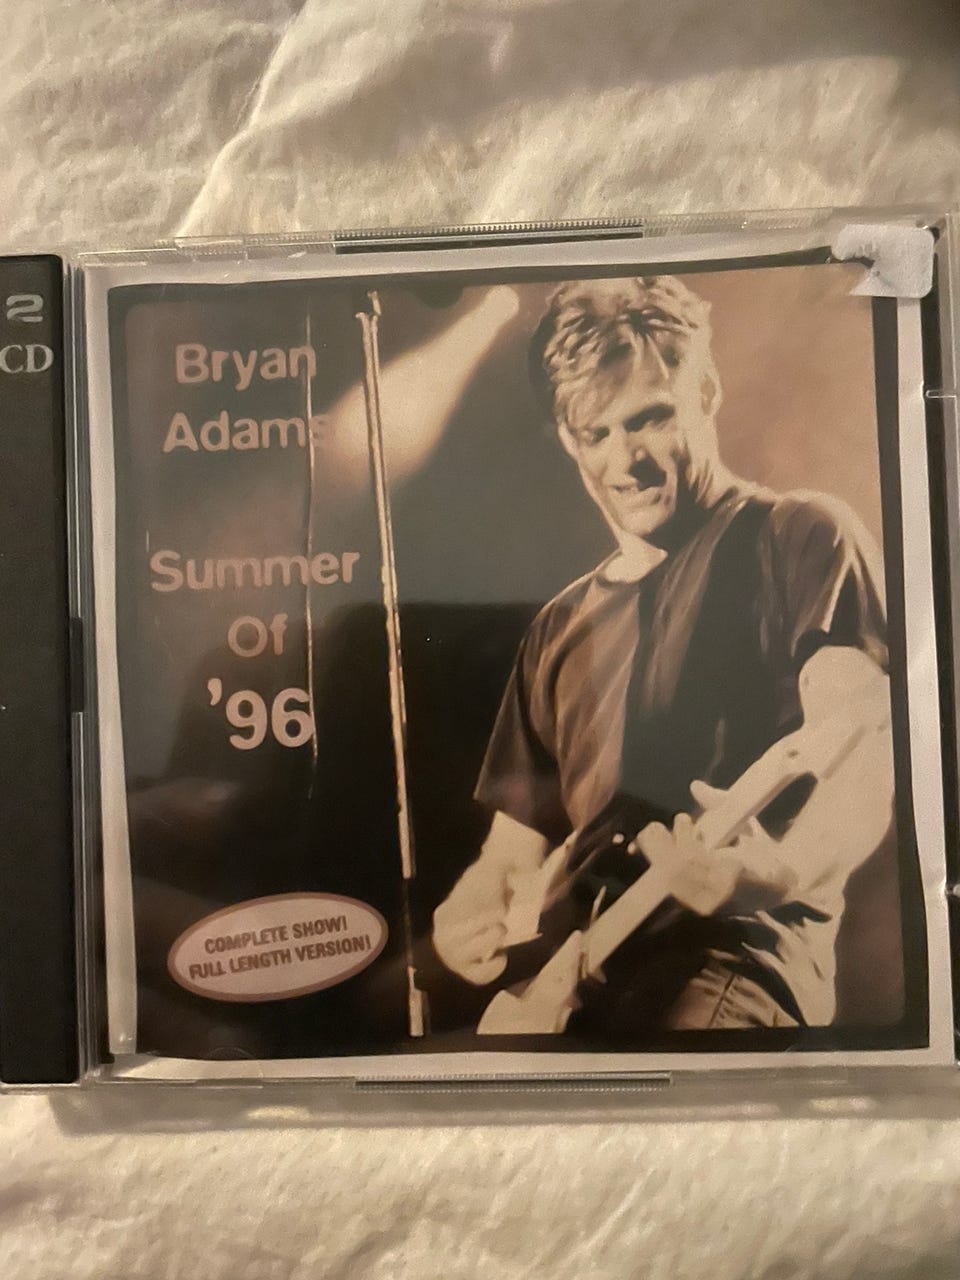 2
CD
Bryan
Adams
Summer
Of
'96
COMPLETE SHOW!
FULL LENGTH VERSION!